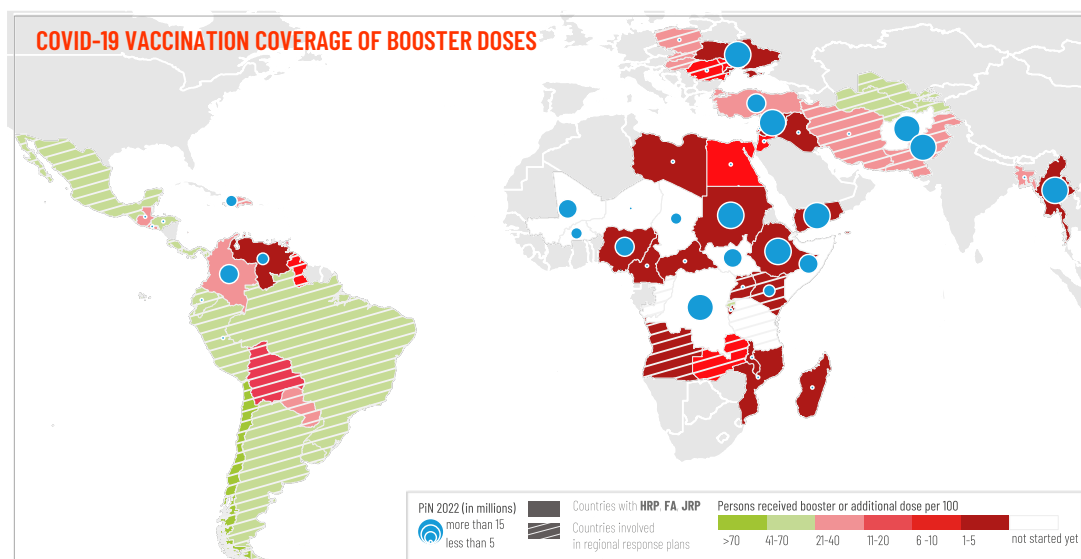 COVID-19 VACCINATION COVERAGE OF BOOSTER DOSES
PiN 2022 (in millions)
more than 15
less than 5
Countries with HRP, FA, JRP
Countries involved
in regional response plans
Persons received booster or additional dose per 100
>70 41-70 21-40 11-20 6 -10 1-5 not started yet